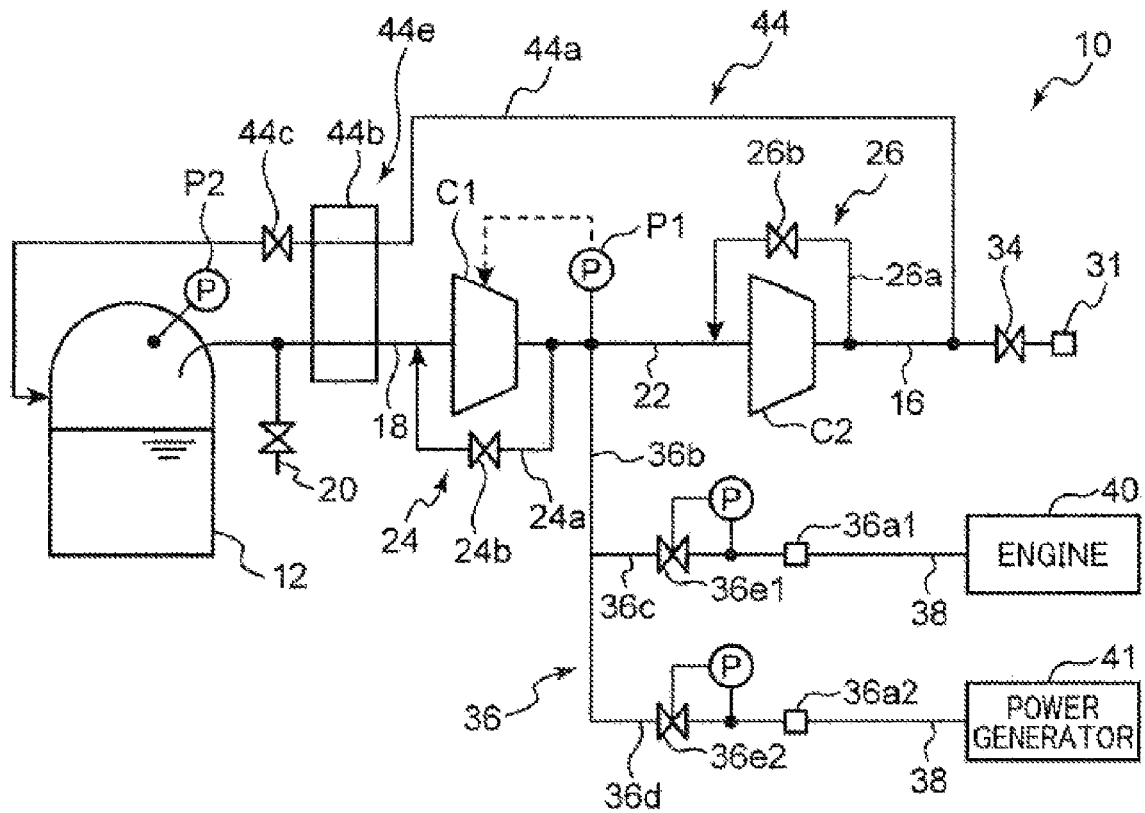 44e
44a
44
10
44c
44b
P2
C1
26b
26
P1
P
26a
34
31
P
18
22
16
C2
20
24
24b
24a
36b
12
P
36a1
40
ENGINE
36c
36e1
38
P
36a2
41
POWER
GENERATOR
36
36e2
36d
38